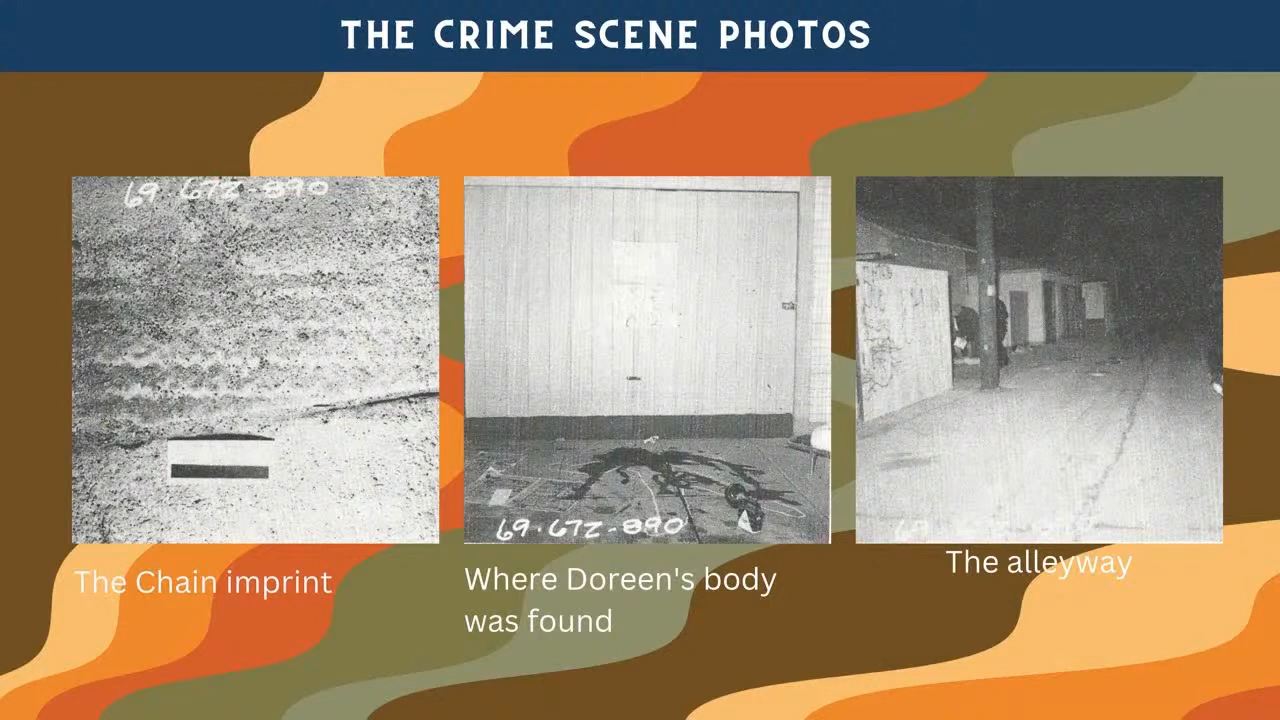 THE CRIME SCENE PHOTOS
69-672-890
69-672-890
The Chain imprint
Where Doreen's body
was found
The alleyway